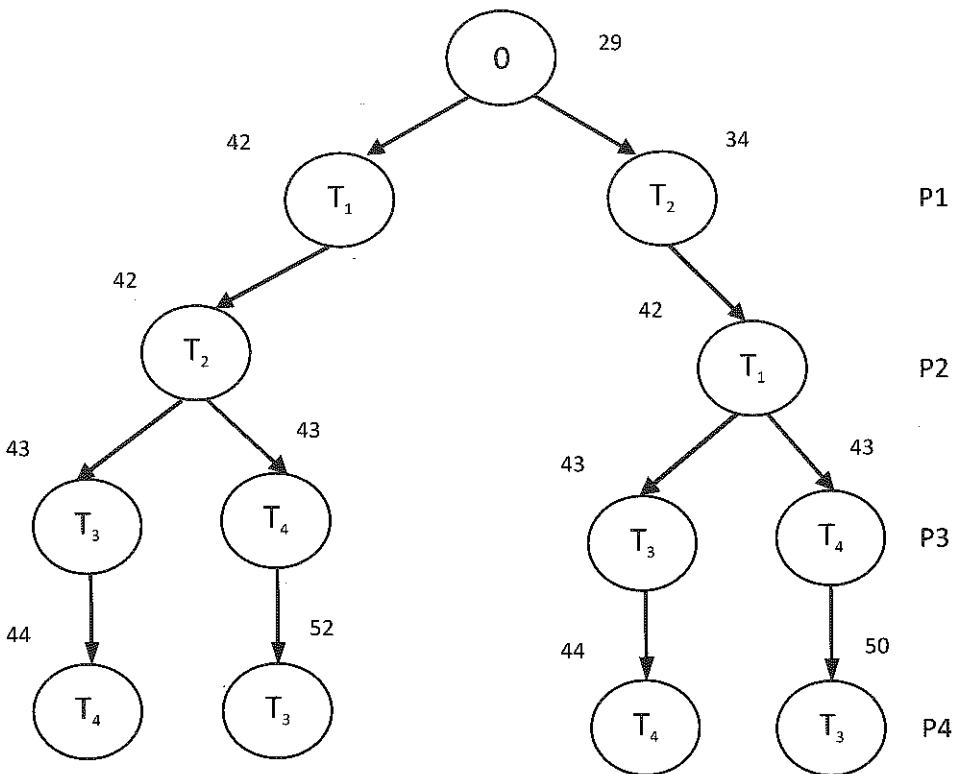 0 29
42 34
T₁ T₂ P1
42 42
T₂ T₁ P2
43 43 43 43
T₃ T₄ T₃ T₄ P3
44 52 44 50
T₄ T₃ T₄ T₃ P4